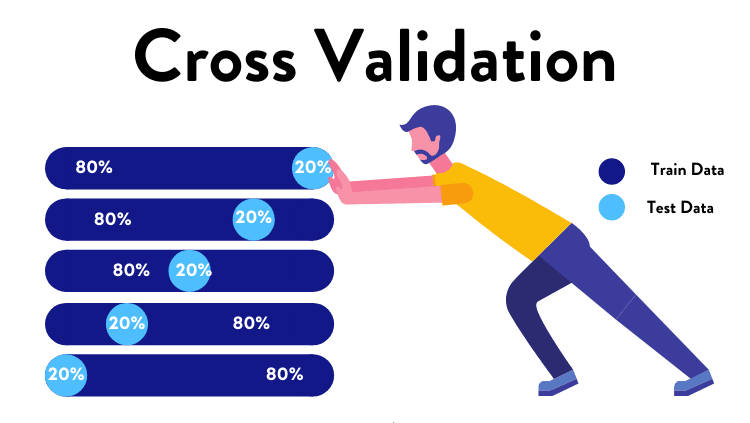 Cross Validation
80% 20%
80% 20%
80% 20%
20% 80%
20% 80%
Train Data
Test Data